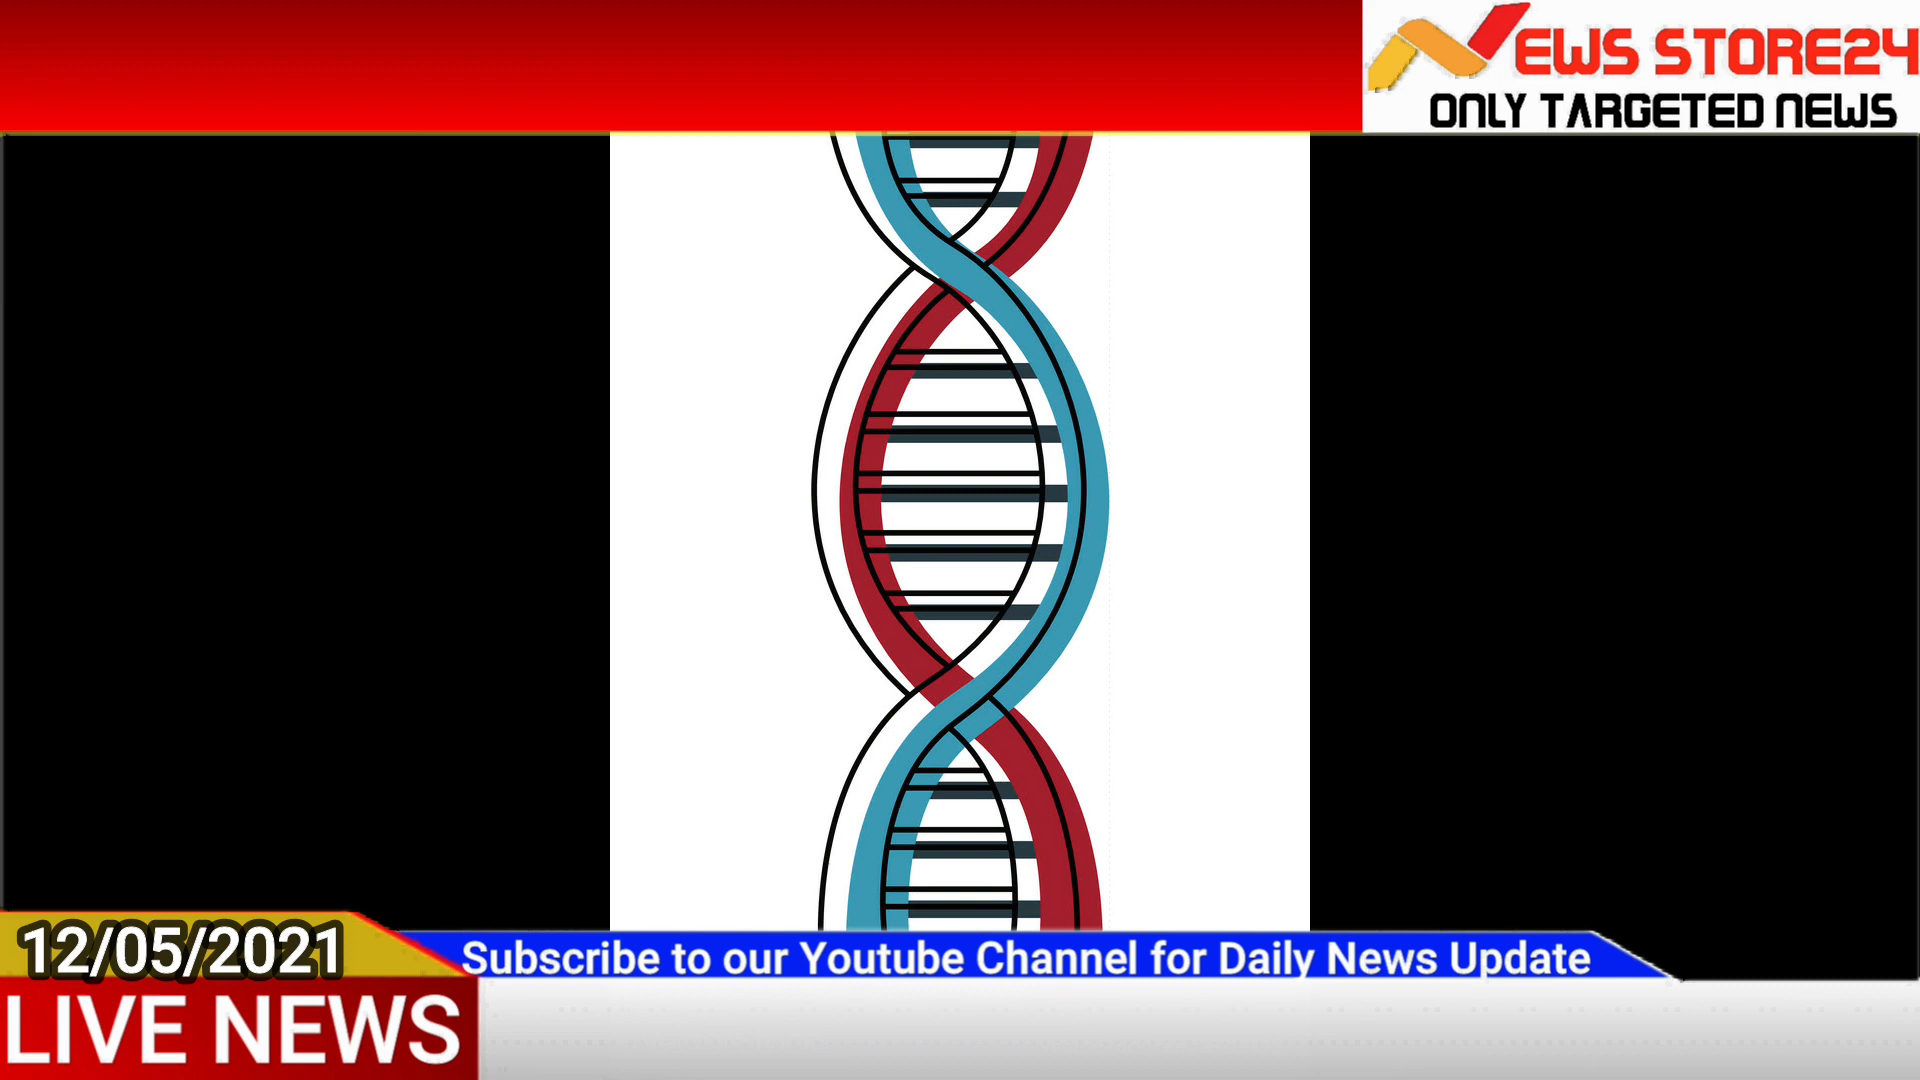 NEWS STORE24
ONLY TARGETED NEWS
12/05/2021
Subscribe to our Youtube Channel for Daily News Update
LIVE NEWS